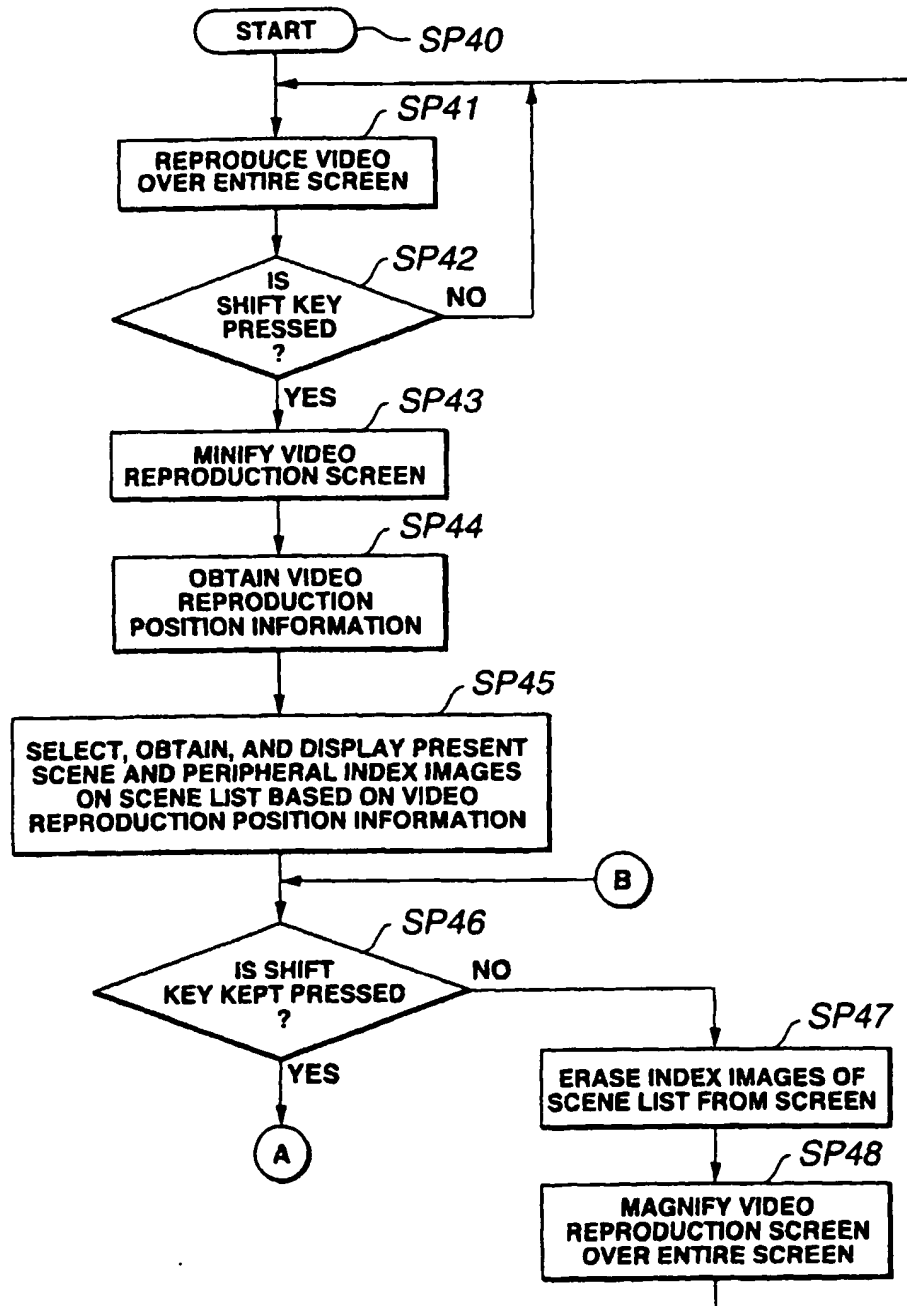 START
SP40
SP41
REPRODUCE VIDEO
OVER ENTIRE SCREEN
SP42
IS
SHIFT KEY
PRESSED
?
NO
YES
SP43
MINIFY VIDEO
REPRODUCTION SCREEN
SP44
OBTAIN VIDEO
REPRODUCTION
POSITION INFORMATION
SP45
SELECT, OBTAIN, AND DISPLAY PRESENT
SCENE AND PERIPHERAL INDEX IMAGES
ON SCENE LIST BASED ON VIDEO
REPRODUCTION POSITION INFORMATION
B
SP46
IS SHIFT
KEY KEPT PRESSED
?
NO
YES
A
SP47
ERASE INDEX IMAGES OF
SCENE LIST FROM SCREEN
SP48
MAGNIFY VIDEO
REPRODUCTION SCREEN
OVER ENTIRE SCREEN